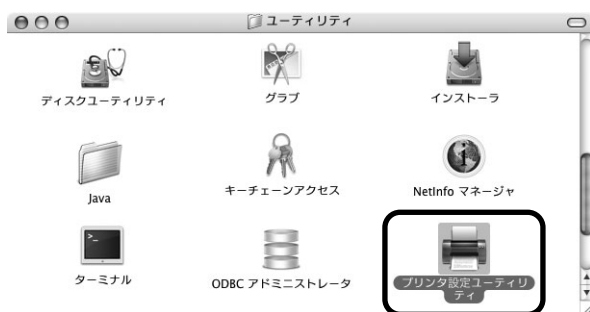 ユーティリティ
ディスクユーティリティ
グラブ
インストーラ
Java
キーチェーンアクセス
NetInfo マネージャ
ターミナル
ODBC アドミニストレータ
プリンタ設定ユーティリ
ティ